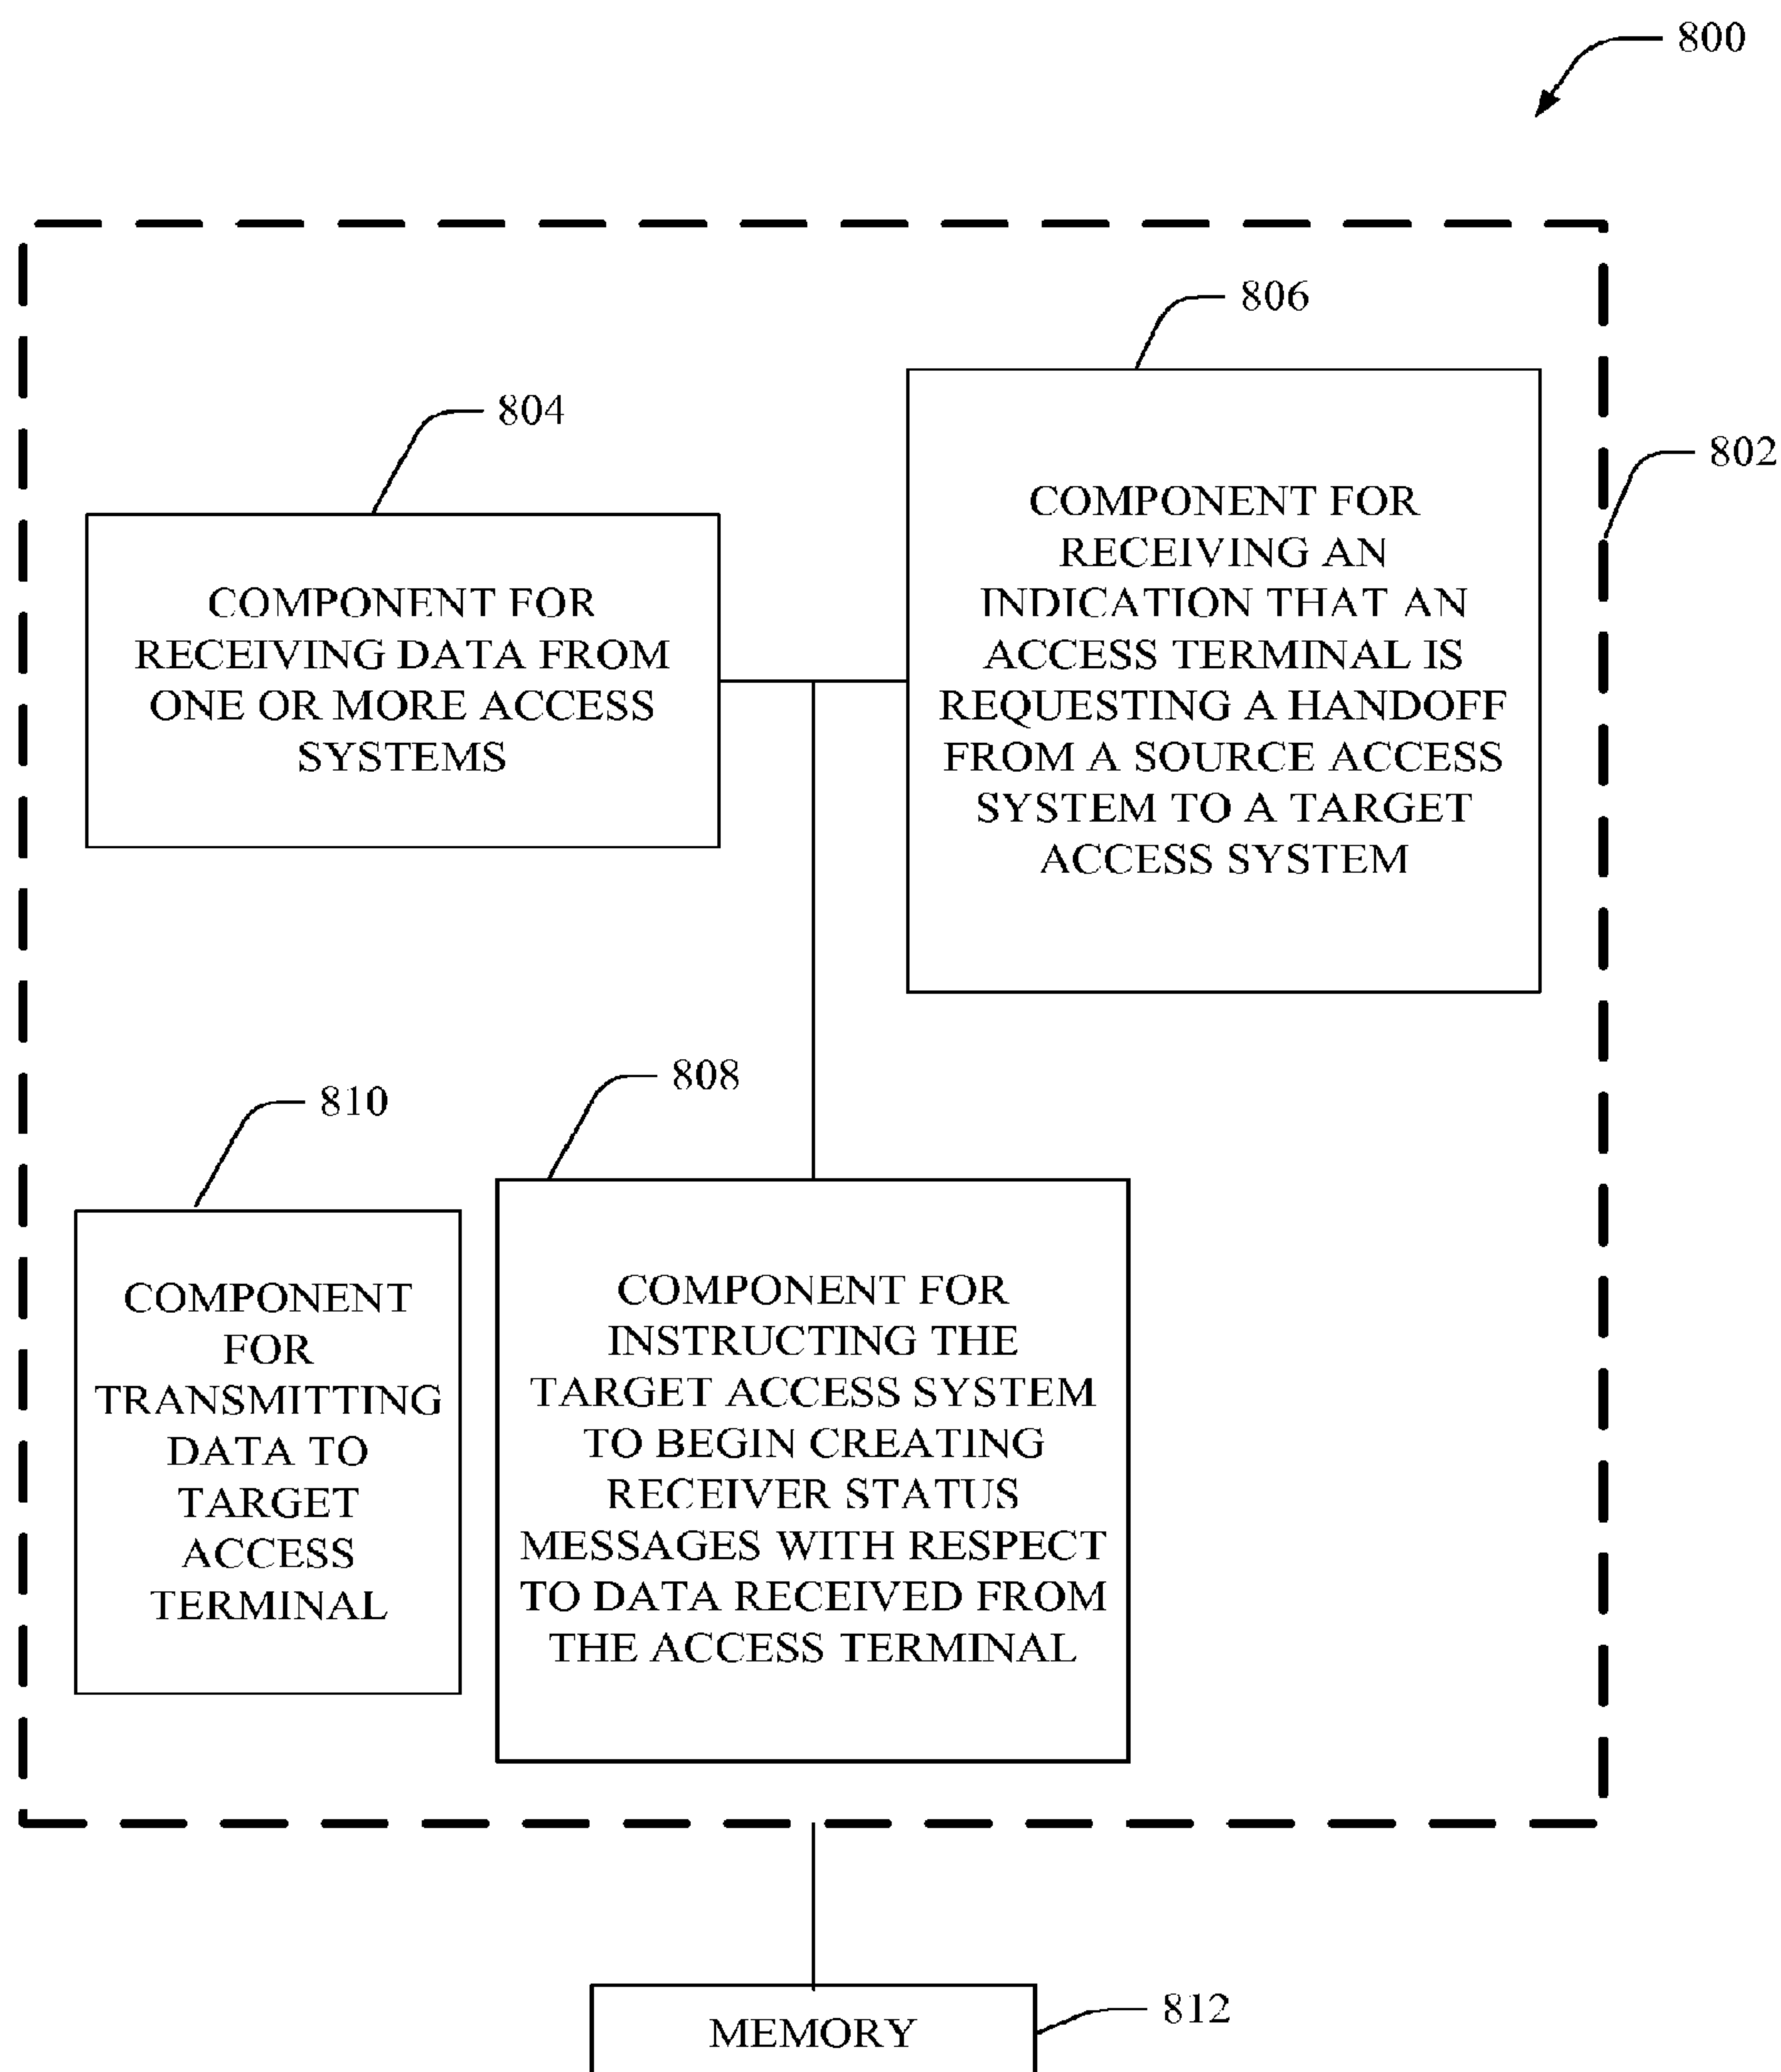 800
806
804
802
COMPONENT FOR
RECEIVING DATA FROM
ONE OR MORE ACCESS
SYSTEMS
COMPONENT FOR
RECEIVING AN
INDICATION THAT AN
ACCESS TERMINAL IS
REQUESTING A HANDOFF
FROM A SOURCE ACCESS
SYSTEM TO A TARGET
ACCESS SYSTEM
810
808
COMPONENT
FOR
TRANSMITTING
DATA TO
TARGET
ACCESS
TERMINAL
COMPONENT FOR
INSTRUCTING THE
TARGET ACCESS SYSTEM
TO BEGIN CREATING
RECEIVER STATUS
MESSAGES WITH RESPECT
TO DATA RECEIVED FROM
THE ACCESS TERMINAL
MEMORY
812